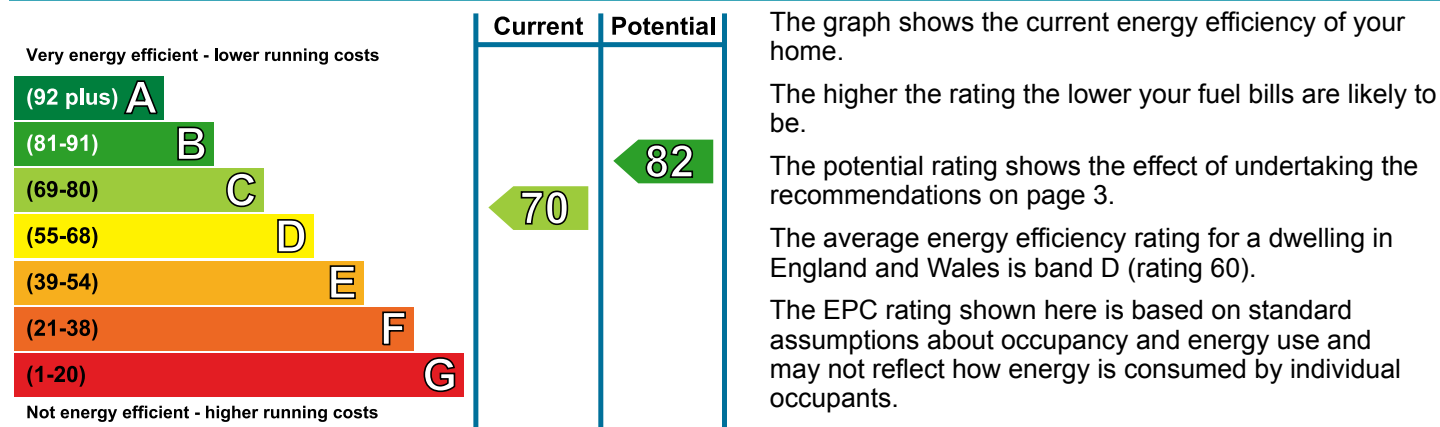 Current Potential
Very energy efficient - lower running costs
(92 plus) A
(81-91) B
(69-80) C
(55-68) D
(39-54) E
(21-38) F
(1-20) G
Not energy efficient - higher running costs
82
70
The graph shows the current energy efficiency of your
home.
The higher the rating the lower your fuel bills are likely to
be.
The potential rating shows the effect of undertaking the
recommendations on page 3.
The average energy efficiency rating for a dwelling in
England and Wales is band D (rating 60).
The EPC rating shown here is based on standard
assumptions about occupancy and energy use and
may not reflect how energy is consumed by individual
occupants.